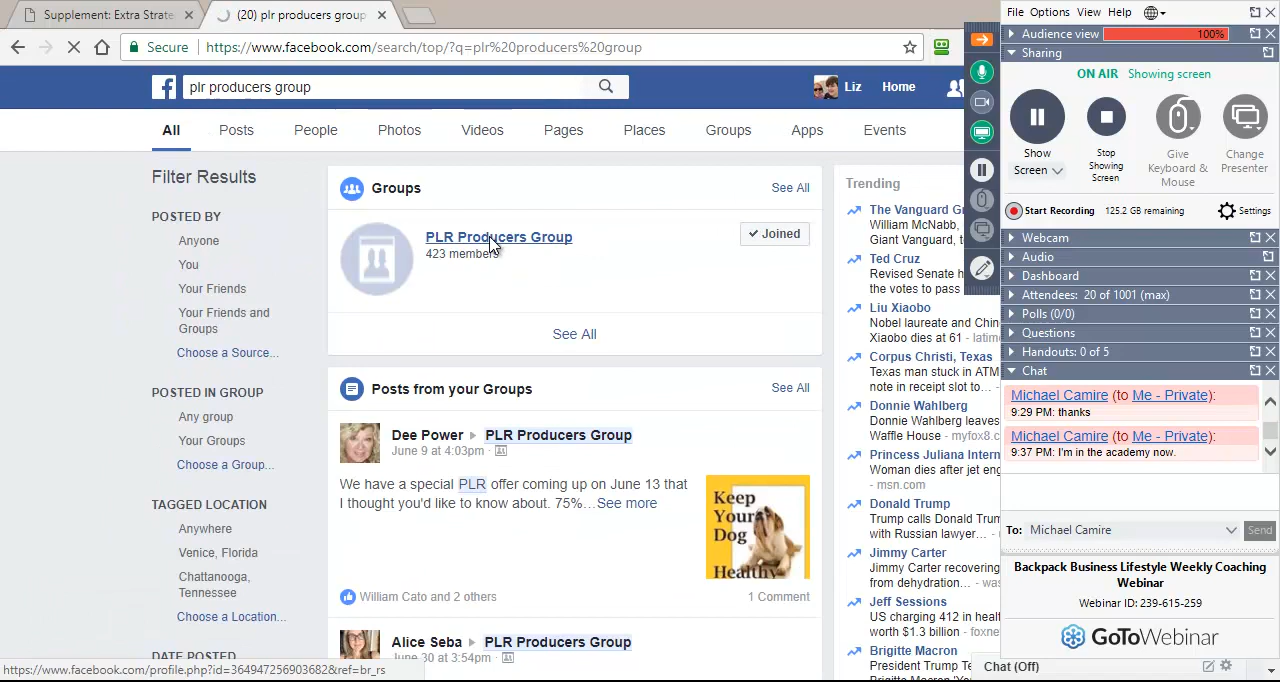 Supplement: Extra Strate
(20) plr producers group
Secure
https://www.facebook.com/search/top/?q=plr%20producers%20group
plr producers group
Liz
Home
All
Posts
People
Photos
Videos
Pages
Places
Groups
Apps
Events
Filter Results
POSTED BY
Anyone
You
Your Friends
Your Friends and
Groups
Choose a Source...
POSTED IN GROUP
Any group
Your Groups
Choose a Group...
TAGGED LOCATION
Anywhere
Venice, Florida
Chattanooga,
Tennessee
Choose a Location...
DATE POSTED
https://www.facebook.com/profile.php?id=364947256903682&ref=br_rs
Groups
See All
PLR Producers Group
423 members
Joined
See All
Posts from your Groups
See All
Dee Power PLR Producers Group
June 9 at 4:03pm ·
We have a special PLR offer coming up on June 13 that
I thought you'd like to know about. 75%... See more
Keep
Your
Dog
Healthy
William Cato and 2 others
1 Comment
Alice Seba PLR Producers Group
June 30 at 3:54pm ·
Trending
The Vanguard Gr
William McNabb,
Giant Vanguard, t
Ted Cruz
Revised Senate h
the votes to pass
Liu Xiaobo
Nobel laureate and Chin
Xiaobo dies at 61 - latim
Corpus Christi, Texas
Texas man stuck in ATM
note in receipt slot to...
Donnie Wahlberg
Donnie Wahlberg leaves
Waffle House - myfox8.c
Princess Juliana Intern
Woman dies after jet eng
- msn.com
Donald Trump
Trump calls Donald Trum
with Russian lawyer...
Jimmy Carter
Jimmy Carter recovering
from dehydration...
Jeff Sessions
US charging 412 in healt
worth $1.3 billion - foxne
Brigitte Macron
President Trump Te
File Options View Help
Audience view
100%
Sharing
ON AIR Showing screen
Show
Screen
Stop
Showing
Screen
Give
Keyboard &
Mouse
Change
Presenter
Start Recording
125.2 GB remaining
Settings
Webcam
Audio
Dashboard
Attendees: 20 of 1001 (max)
Polls (0/0)
Questions
Handouts: 0 of 5
Chat
Michael Camire (to Me - Private):
9:29 PM: thanks
Michael Camire (to Me - Private):
9:37 PM: I'm in the academy now.
To: Michael Camire
Send
Backpack Business Lifestyle Weekly Coaching
Webinar
Webinar ID: 239-615-259
GoToWebinar
Chat (Off)